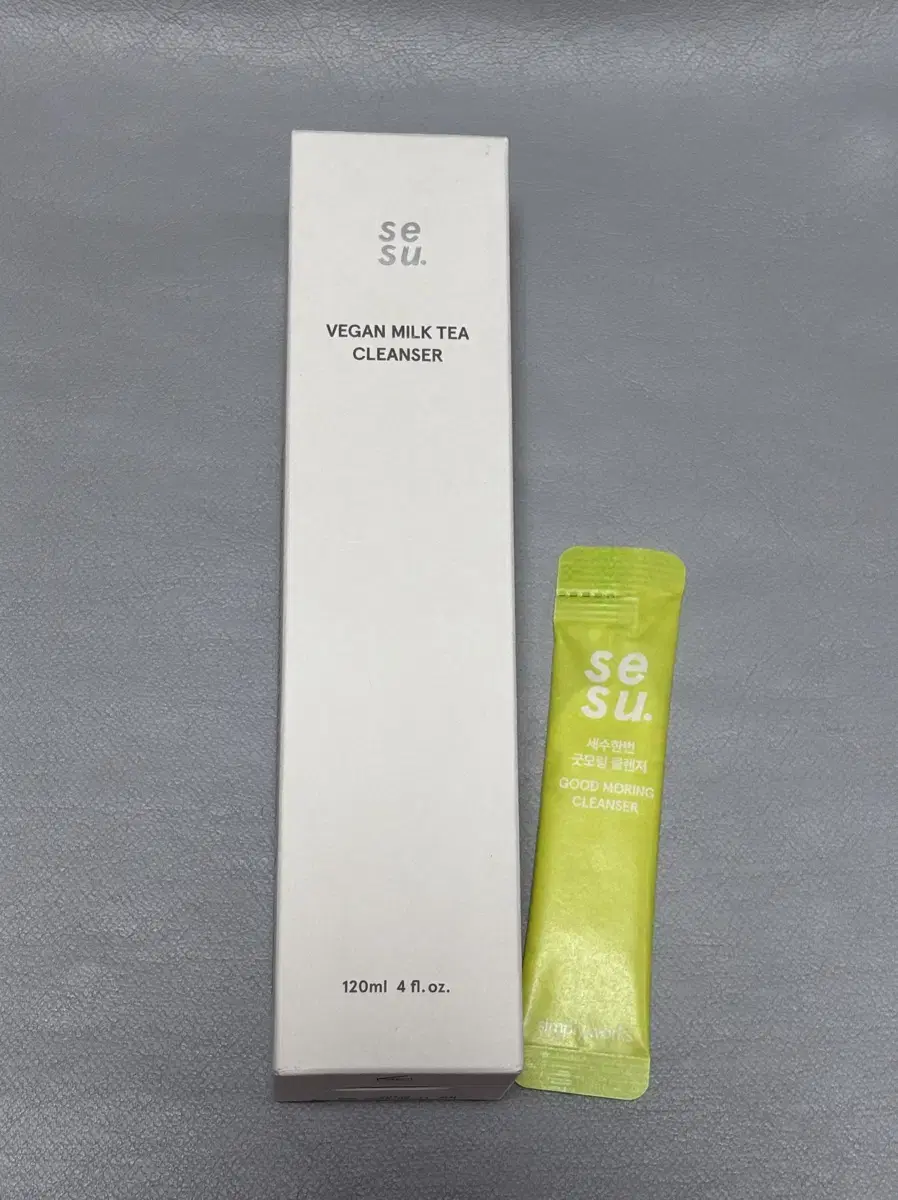 se
su.
VEGAN MILK TEA
CLEANSER
120ml 4 fl.oz.
se
su.
세수한번
굿모링 클렌저
GOOD MORING
CLEANSER